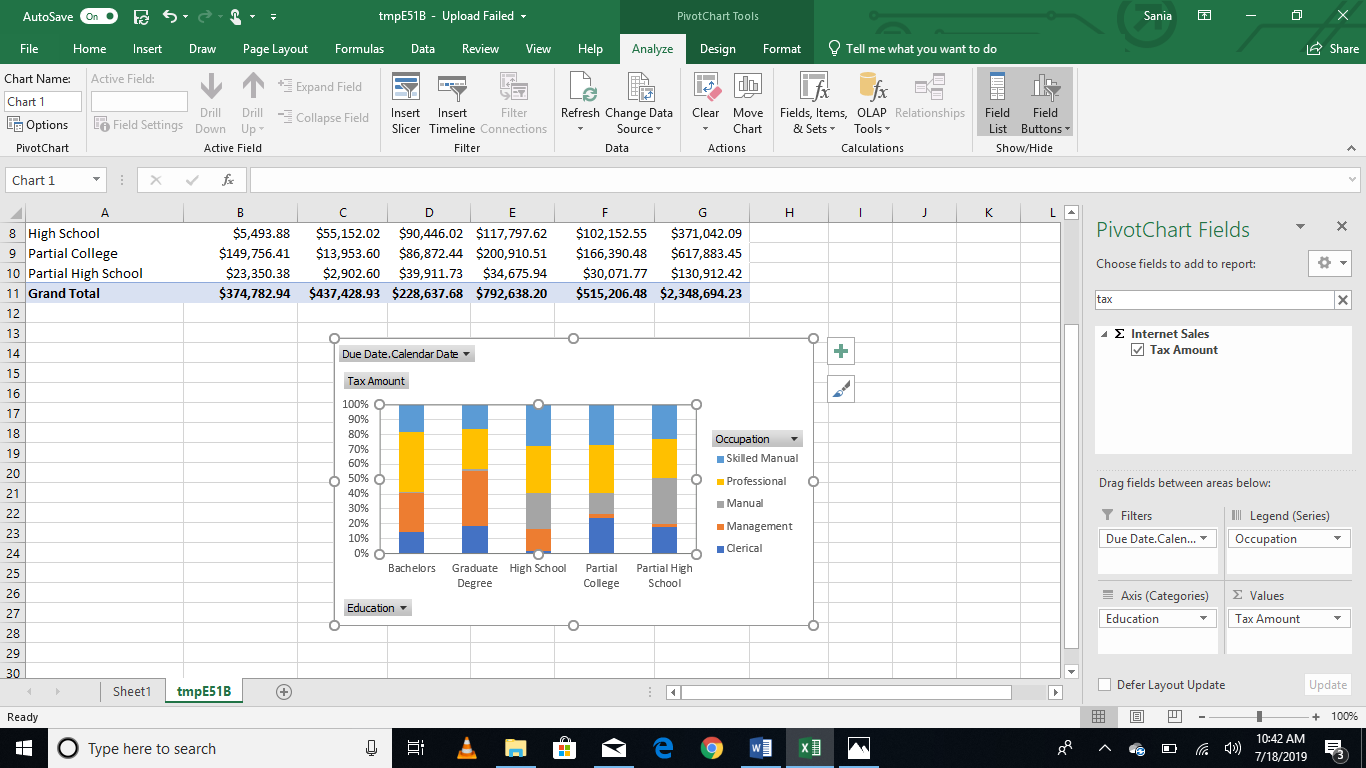 AutoSave On tmpE51B - Upload Failed PivotChart Tools Sania
File Home Insert Draw Page Layout Formulas Data Review View Help Analyze Design Format Tell me what you want to do Share
Chart Name: Active Field:
Chart 1
Options
PivotChart
Field Settings
Drill Down
Drill Up
Expand Field
Collapse Field
Active Field
Insert Slicer
Insert Timeline
Filter Connections
Filter
Refresh
Change Data Source
Data
Clear
Move Chart
Actions
Fields, Items, & Sets
OLAP Tools
Relationships
Calculations
Field List
Field Buttons
Show/Hide
Chart 1 fx
A B C D E F G H I J K L
8 High School $5,493.88 $55,152.02 $90,446.02 $117,797.62 $102,152.55 $371,042.09
9 Partial College $149,756.41 $13,953.60 $86,872.44 $200,910.51 $166,390.48 $617,883.45
10 Partial High School $23,350.38 $2,902.60 $39,911.73 $34,675.94 $30,071.77 $130,912.42
11 Grand Total $374,782.94 $437,428.93 $228,637.68 $792,638.20 $515,206.48 $2,348,694.23
12
13
14
15
16
17
18
19
20
21
22
23
24
25
26
27
28
29
30
Due Date.Calendar Date
Tax Amount
100%
90%
80%
70%
60%
50%
40%
30%
20%
10%
0%
Bachelors
Graduate Degree
High School
Partial College
Partial High School
Education
Occupation
Skilled Manual
Professional
Manual
Management
Clerical
PivotChart Fields
Choose fields to add to report:
tax
Σ Internet Sales
Tax Amount
Drag fields between areas below:
Filters
Due Date.Calen...
Legend (Series)
Occupation
Axis (Categories)
Education
Σ Values
Tax Amount
Defer Layout Update Update
Sheet1 tmpE51B
Ready 100%
Type here to search
10:42 AM
7/18/2019
3